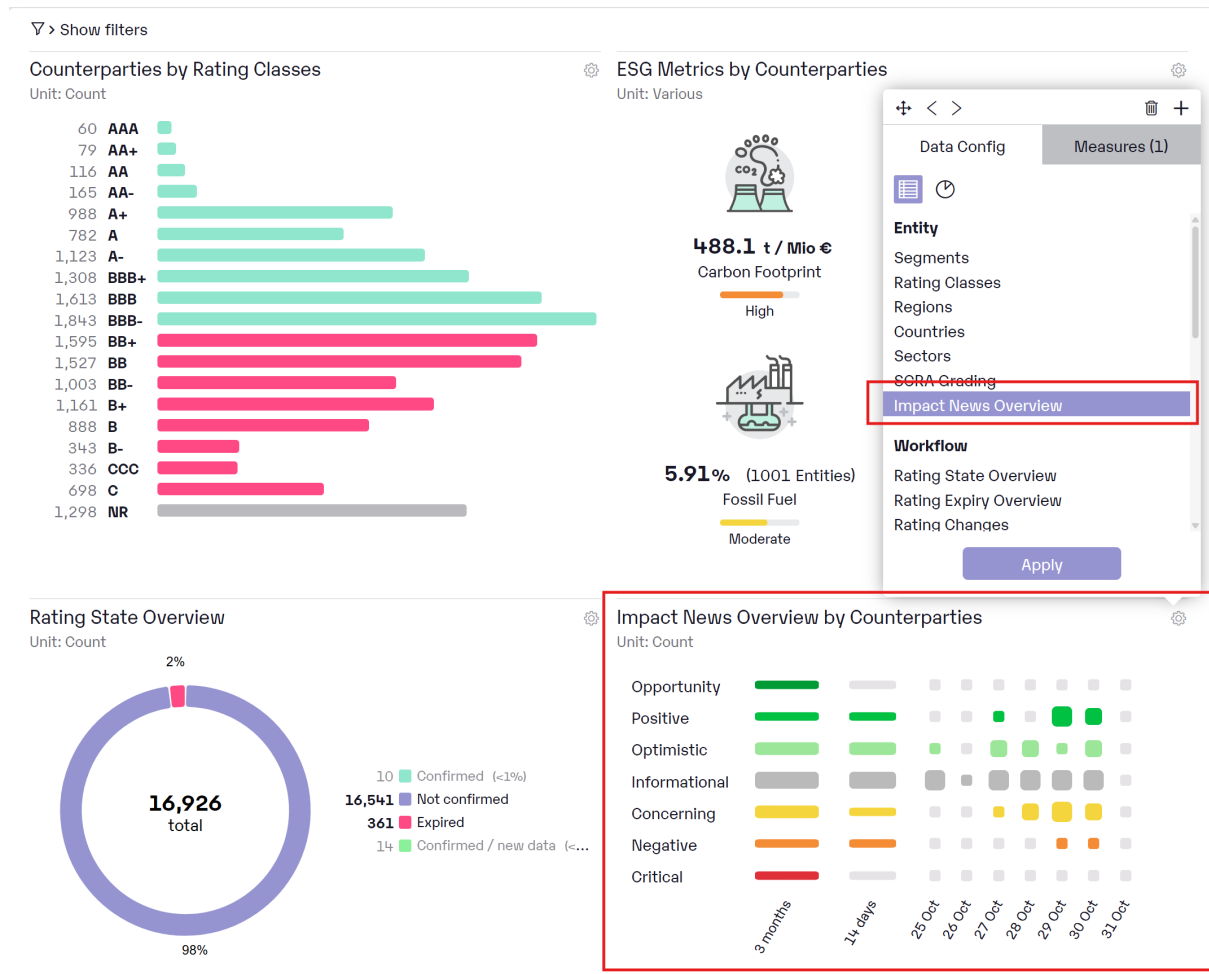 Show filters
Counterparties by Rating Classes
Unit: Count
60 AAA
79 AA+
116 AA
165 AA-
988 A+
782 A
1,123 A-
1,308 BBB+
1,613 BBB
1,843 BBB-
1,595 BB+
1,527 BB
1,003 BB-
1,161 B+
888 B
343 B-
336 CCC
698 C
1,298 NR
ESG Metrics by Counterparties
Unit: Various
CO2
488.1 t / Mio €
Carbon Footprint
High
5.91% (1001 Entities)
Fossil Fuel
Moderate
Data Config
Measures (1)
Entity
Segments
Rating Classes
Regions
Countries
Sectors
SORA Grading
Impact News Overview
Workflow
Rating State Overview
Rating Expiry Overview
Rating Changes
Apply
Rating State Overview
Unit: Count
2%
16,926
total
98%
10 Confirmed (<1%)
16,541 Not confirmed
361 Expired
14 Confirmed / new data (<...
Impact News Overview by Counterparties
Unit: Count
Opportunity
Positive
Optimistic
Informational
Concerning
Negative
Critical
3 months
14 days
25 Oct
26 Oct
27 Oct
28 Oct
29 Oct
30 Oct
31 Oct